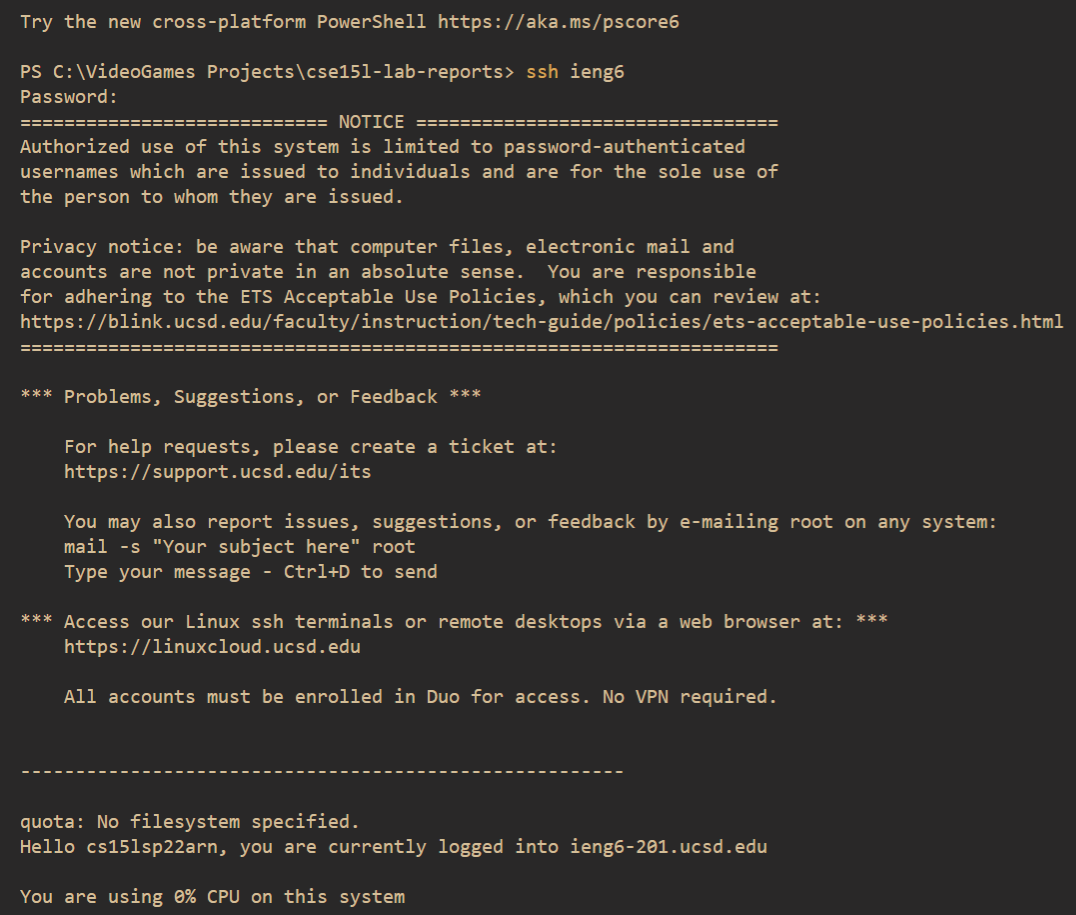 Try the new cross-platform PowerShell https://aka.ms/pscore6
PS C:\VideoGames Projects\cse15l-lab-reports> ssh ieng6
Password:
============================ NOTICE =================================
Authorized use of this system is limited to password-authenticated
usernames which are issued to individuals and are for the sole use of
the person to whom they are issued.
Privacy notice: be aware that computer files, electronic mail and
accounts are not private in an absolute sense.  You are responsible
for adhering to the ETS Acceptable Use Policies, which you can review at:
https://blink.ucsd.edu/faculty/instruction/tech-guide/policies/ets-acceptable-use-policies.html
=====================================================================
*** Problems, Suggestions, or Feedback ***
    For help requests, please create a ticket at:
    https://support.ucsd.edu/its
    You may also report issues, suggestions, or feedback by e-mailing root on any system:
    mail -s "Your subject here" root
    Type your message - Ctrl+D to send
*** Access our Linux ssh terminals or remote desktops via a web browser at: ***
    https://linuxcloud.ucsd.edu
    All accounts must be enrolled in Duo for access. No VPN required.
-------------------------------------------------------
quota: No filesystem specified.
Hello cs15lsp22arn, you are currently logged into ieng6-201.ucsd.edu
You are using 0% CPU on this system